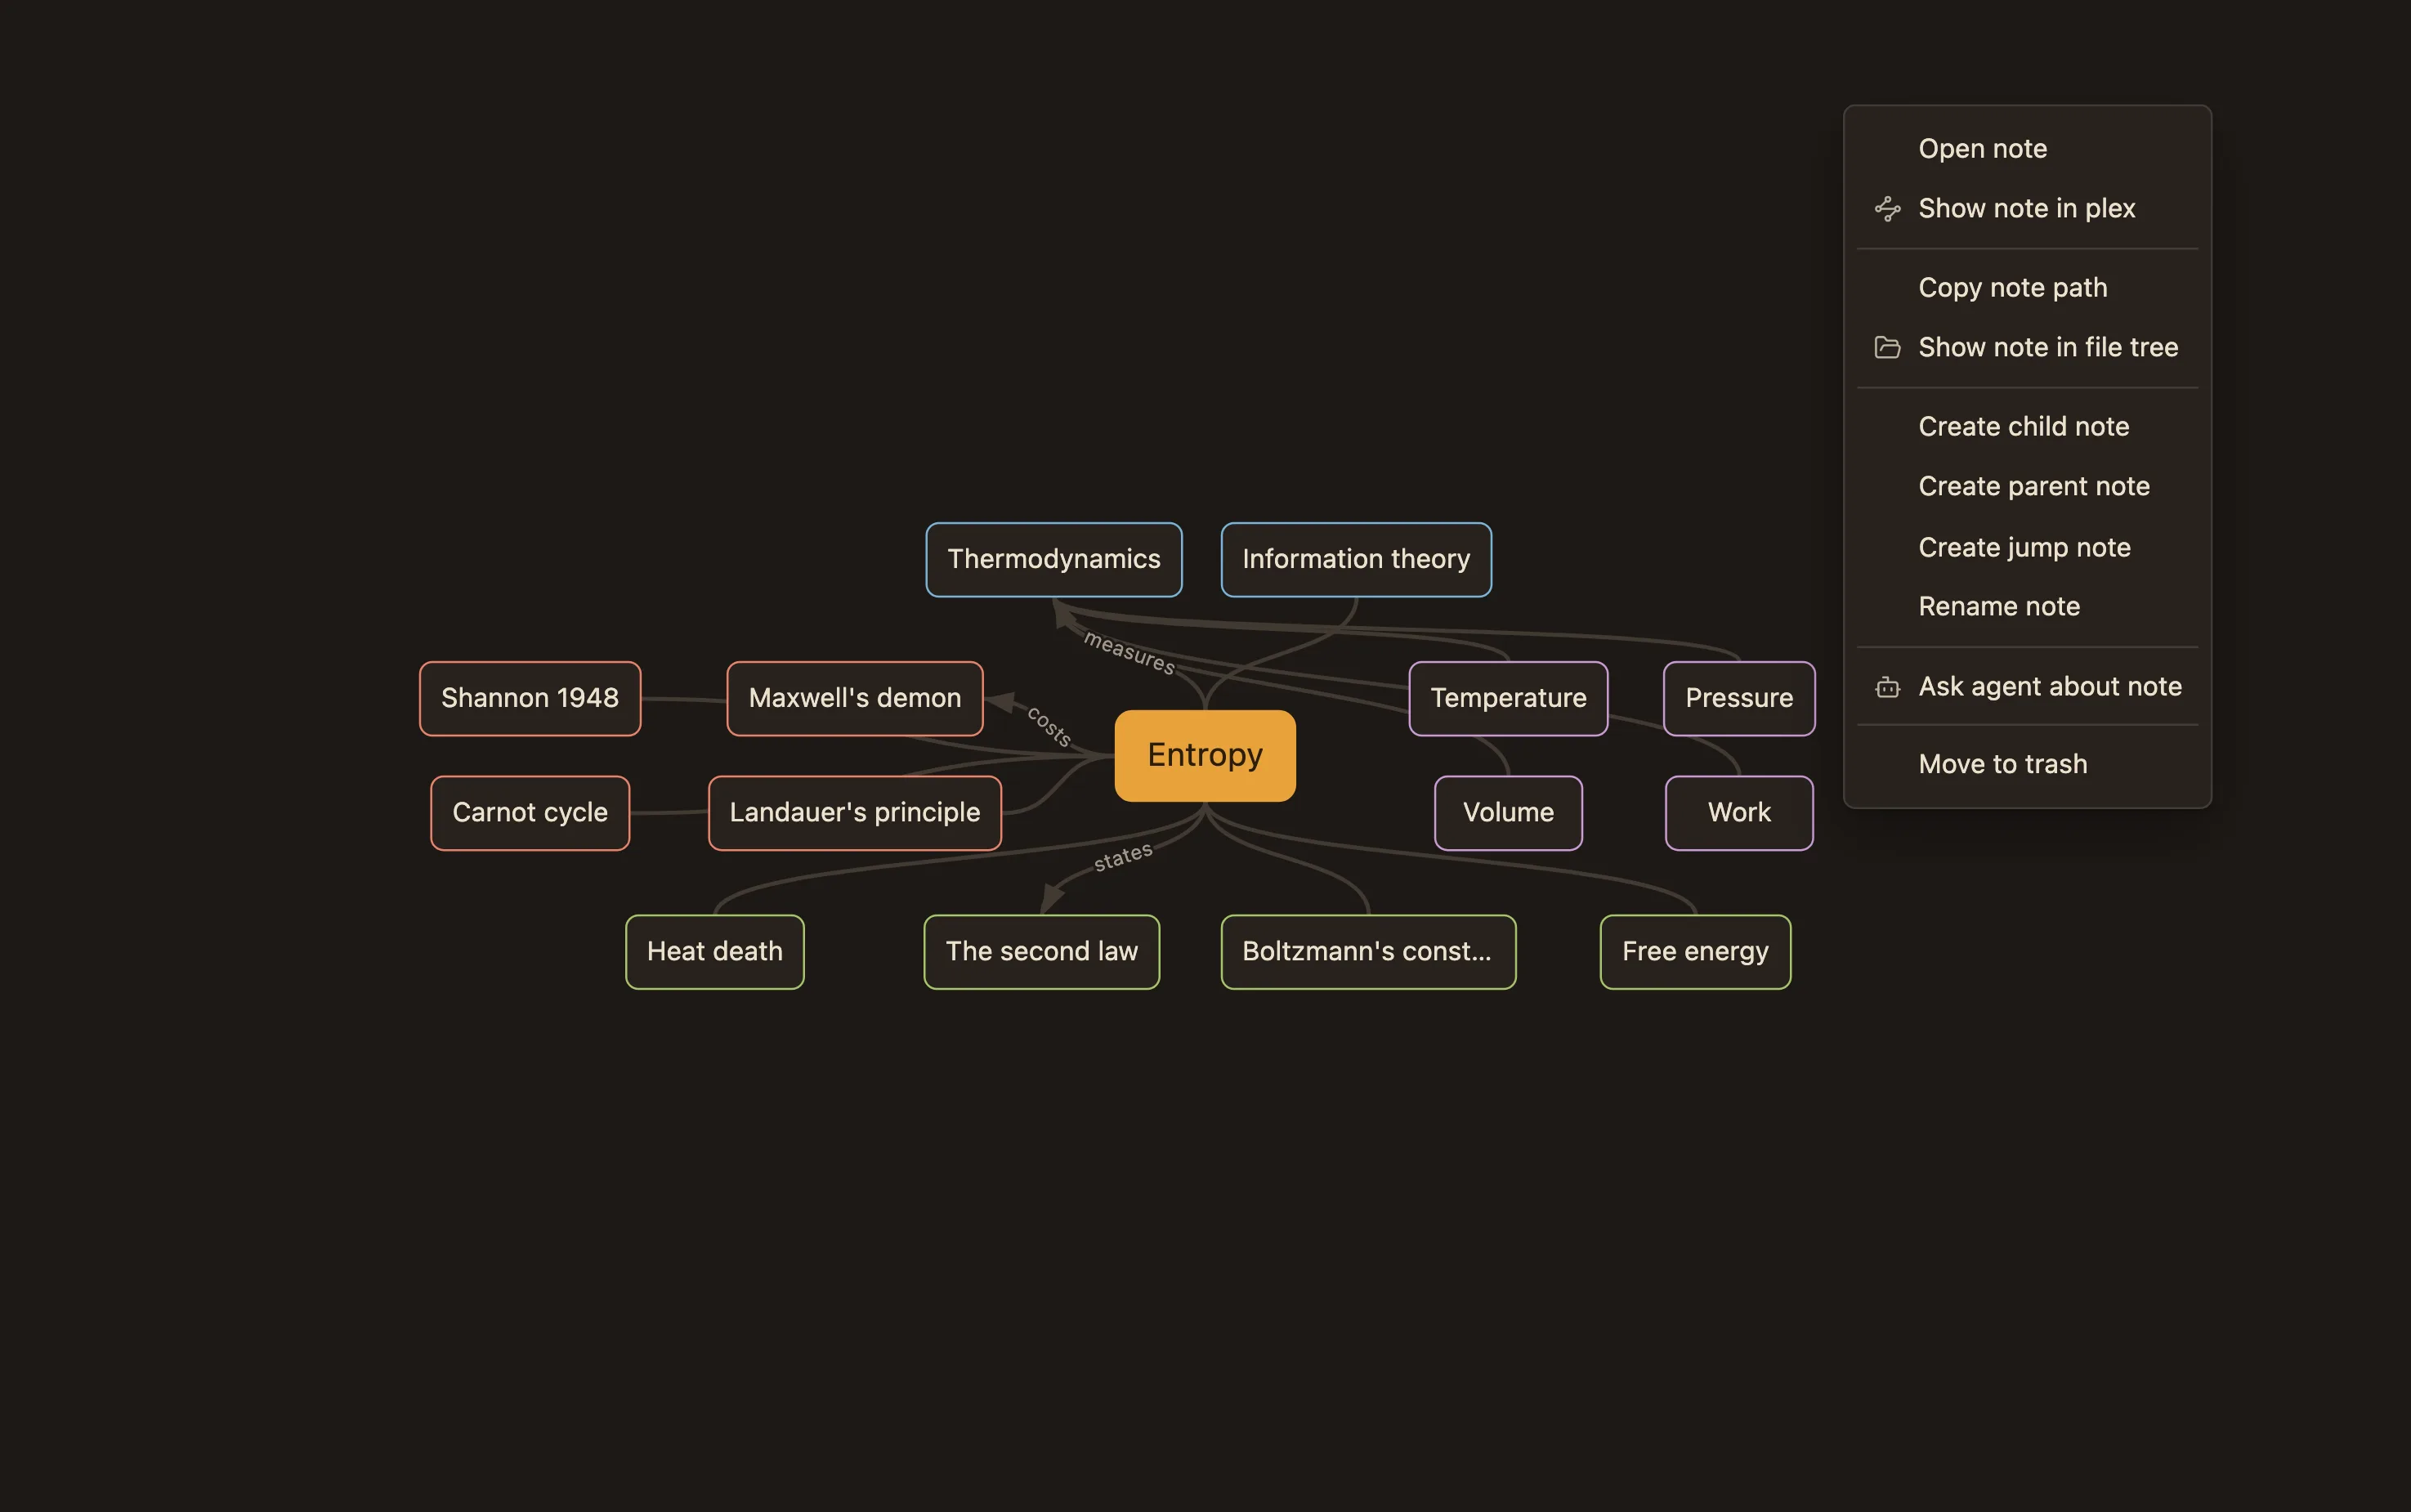 Open note
Show note in plex
Copy note path
Show note in file tree
Create child note
Create parent note
Create jump note
Rename note
Ask agent about note
Move to trash
Thermodynamics
Information theory
measures
Shannon 1948
Maxwell's demon
costs
Temperature
Pressure
Entropy
Carnot cycle
Landauer's principle
Volume
Work
states
Heat death
The second law
Boltzmann's const...
Free energy